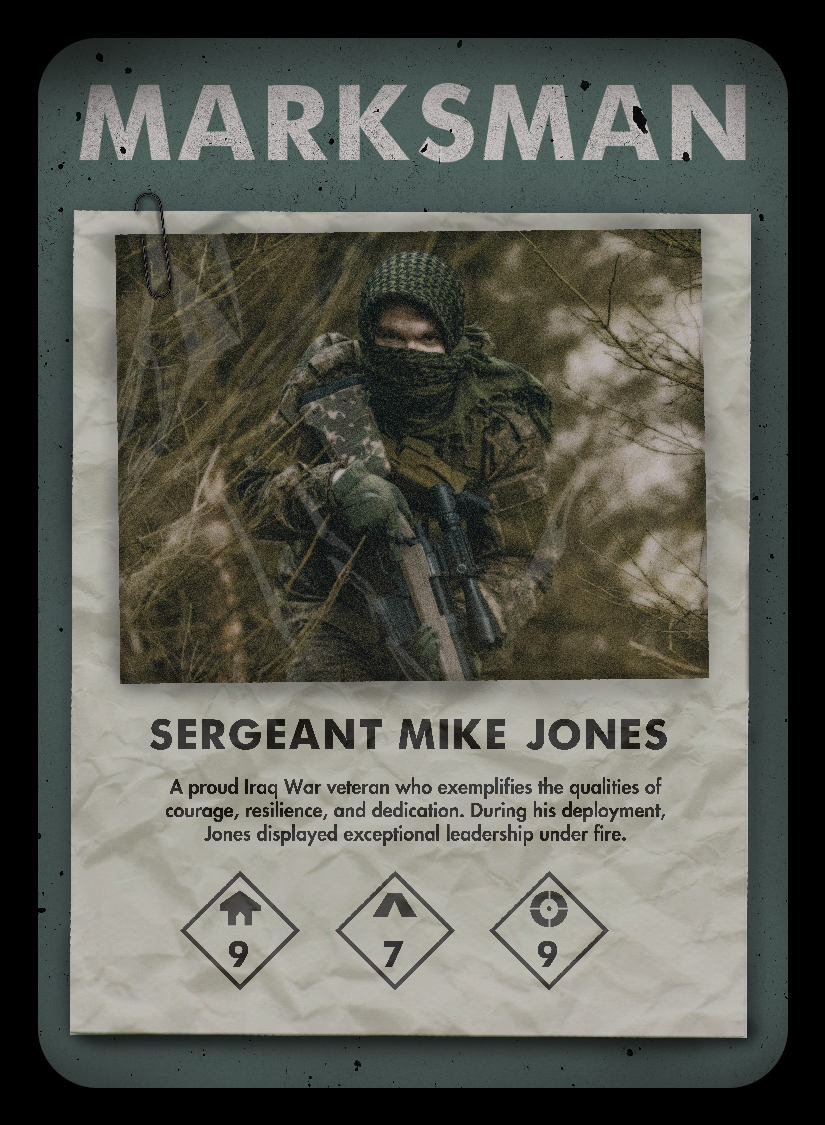 MARKSMAN
SERGEANT MIKE JONES
A proud Iraq War veteran who exemplifies the qualities of
courage, resilience, and dedication. During his deployment,
Jones displayed exceptional leadership under fire.
9 7 9